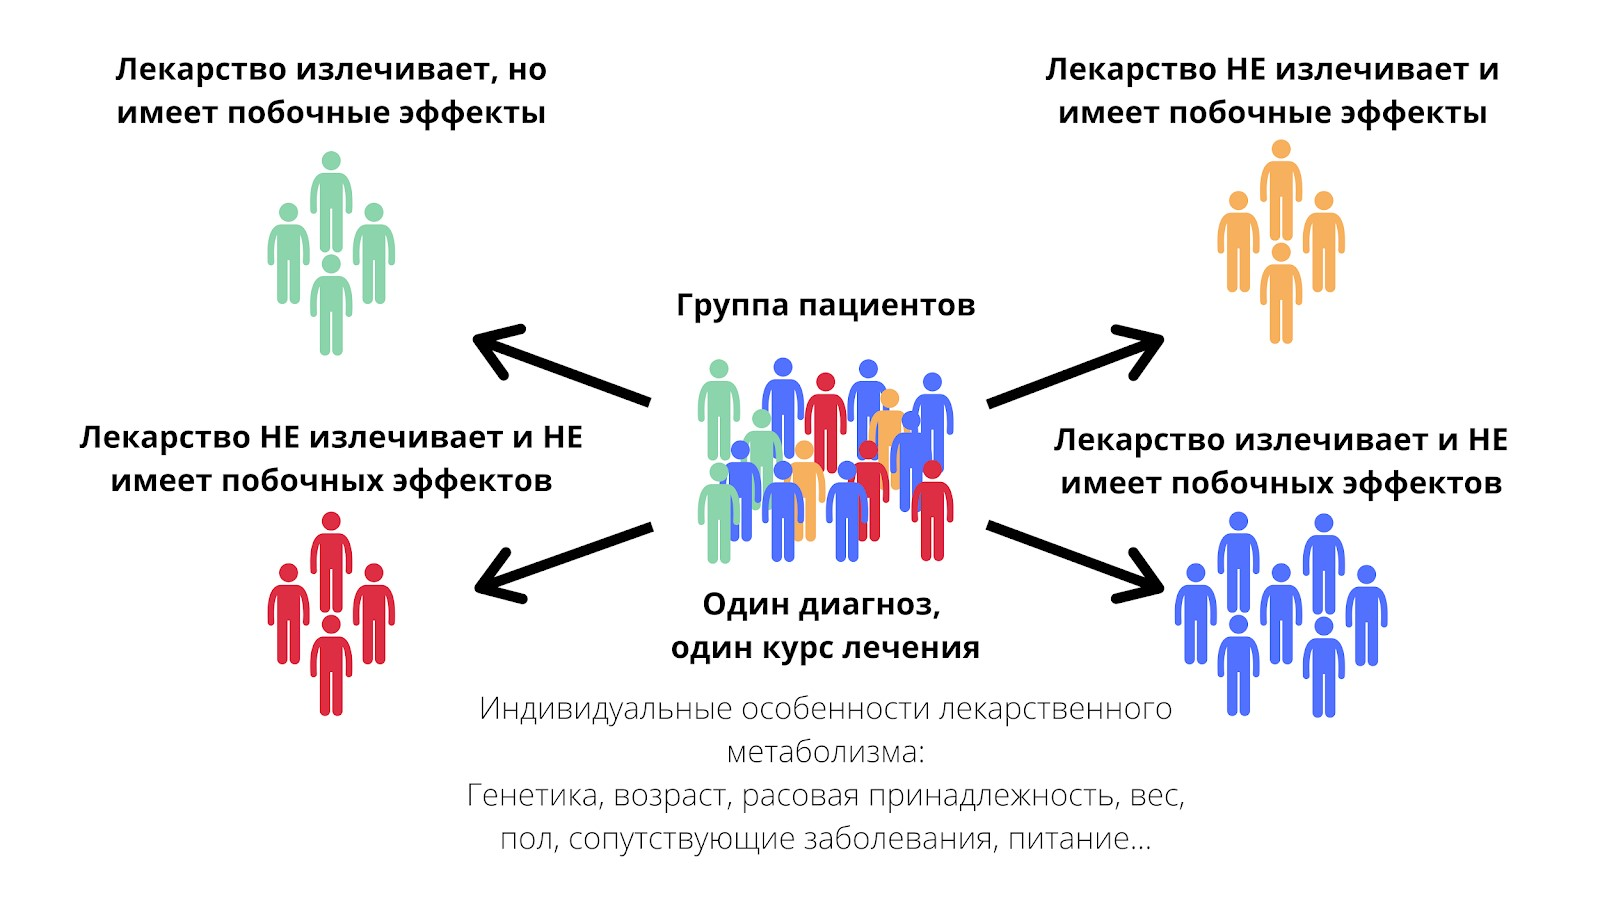 Лекарство излечивает, но
имеет побочные эффекты
Лекарство НЕ излечивает и
имеет побочные эффекты
Группа пациентов
Лекарство НЕ излечивает и НЕ
имеет побочных эффектов
Лекарство излечивает и НЕ
имеет побочных эффектов
Один диагноз,
один курс лечения
Индивидуальные особенности лекарственного
метаболизма:
Генетика, возраст, расовая принадлежность, вес,
пол, сопутствующие заболевания, питание...